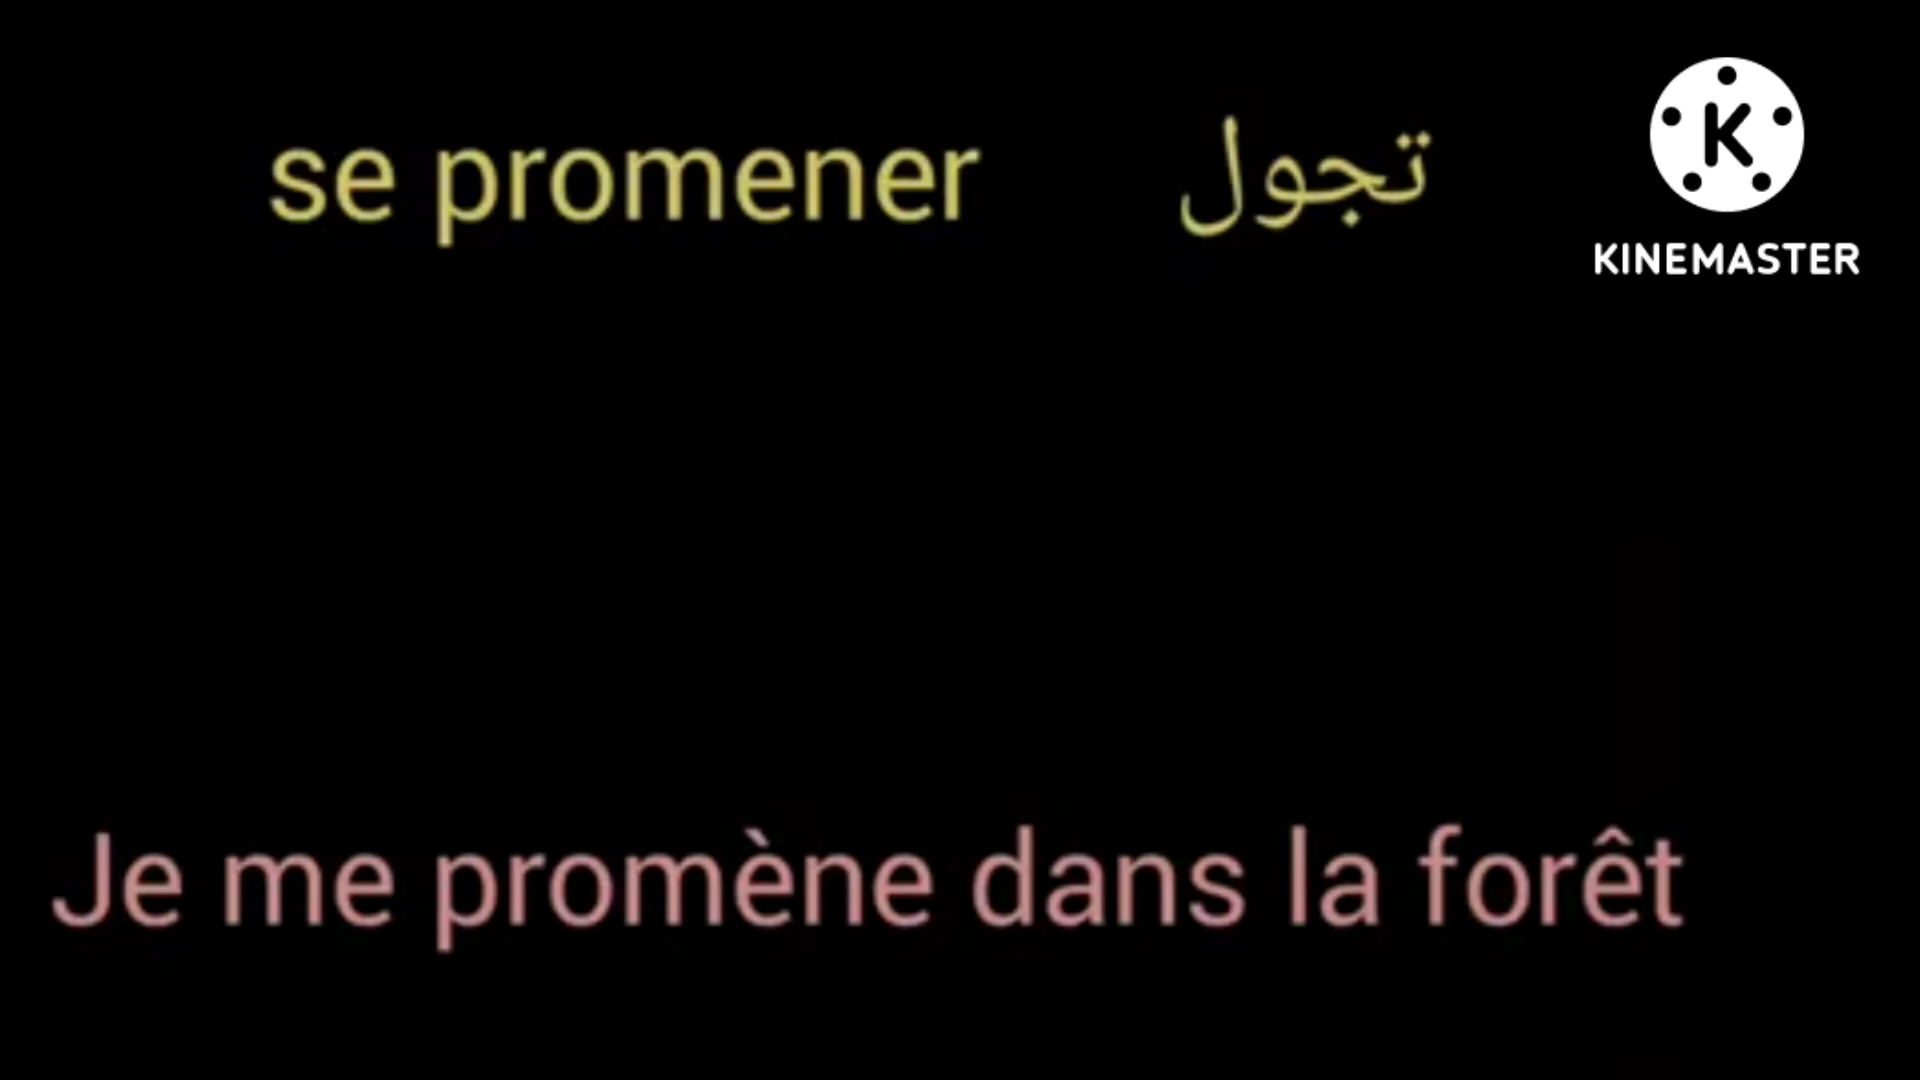 se promener تجول
K
KINEMASTER
Je me promène dans la forêt